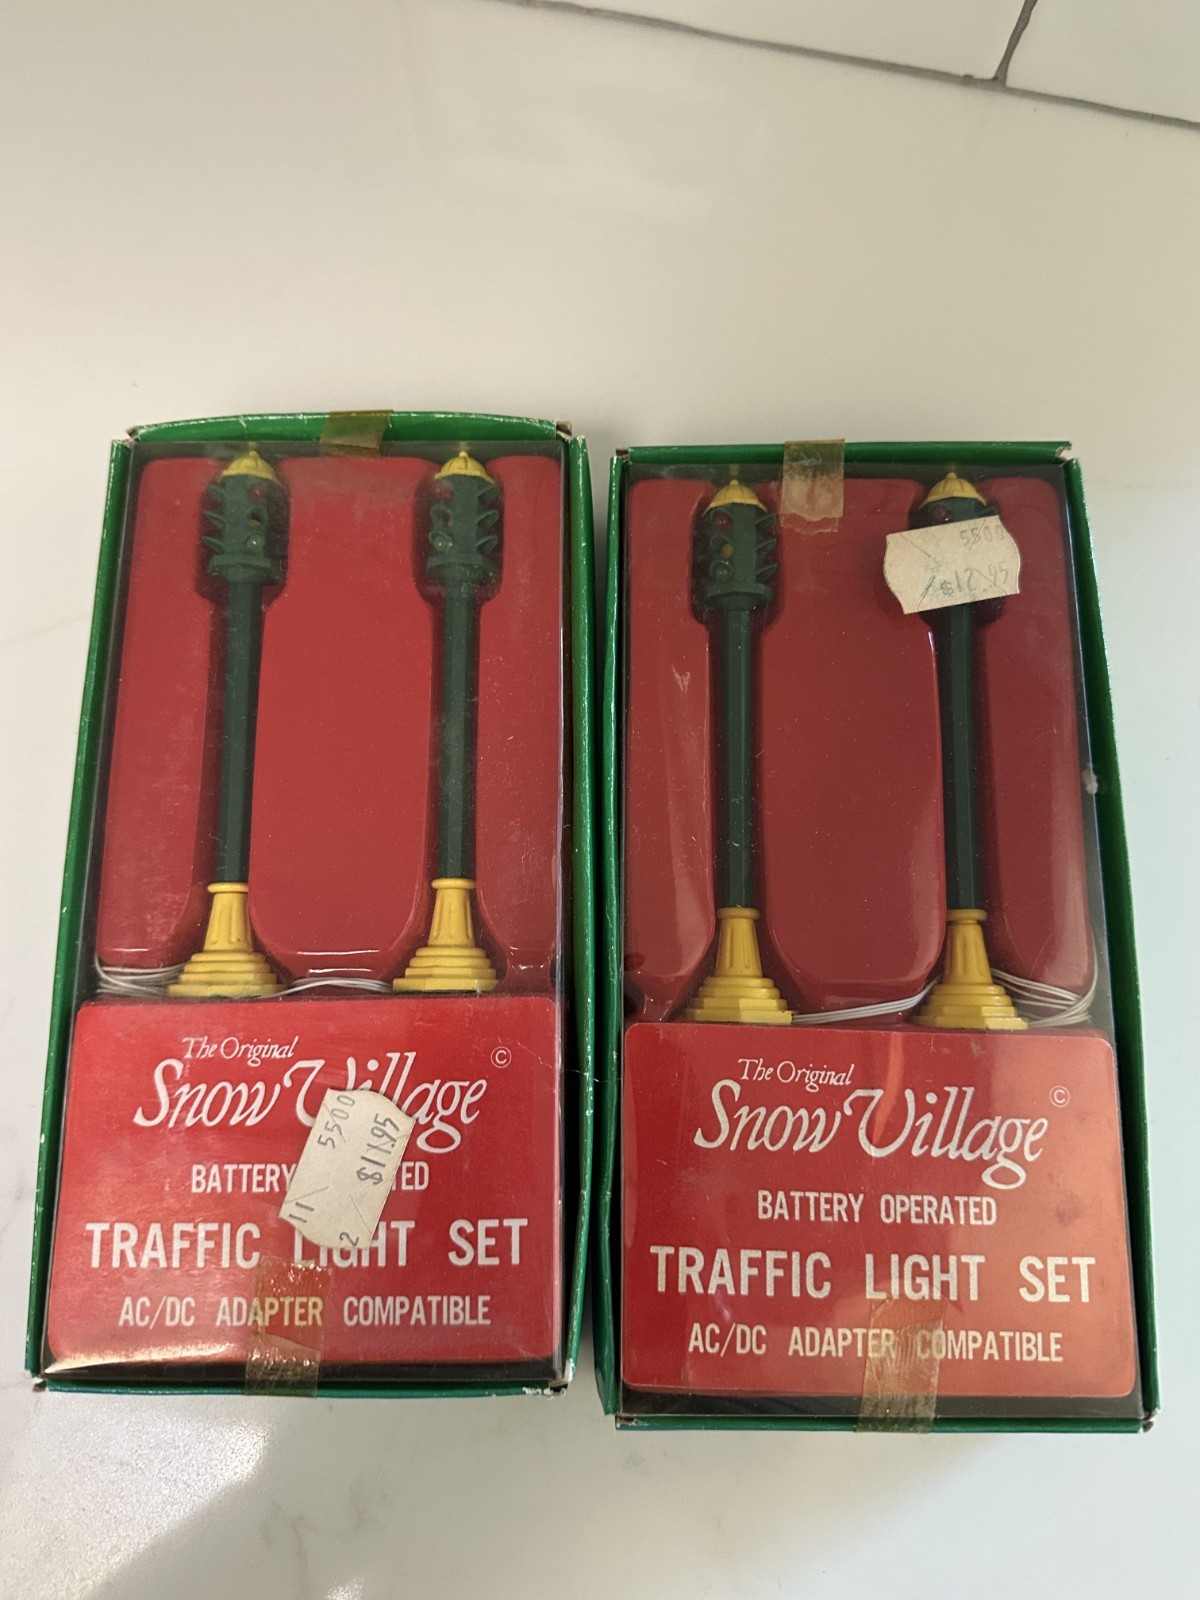 The Original
Snow Village ©
BATTERY TED
TRAFFIC LIGHT SET
AC/DC ADAPTER COMPATIBLE
5500
$11.95
11
2
5500
$12.95
The Original
Snow Village ©
BATTERY OPERATED
TRAFFIC LIGHT SET
AC/DC ADAPTER COMPATIBLE